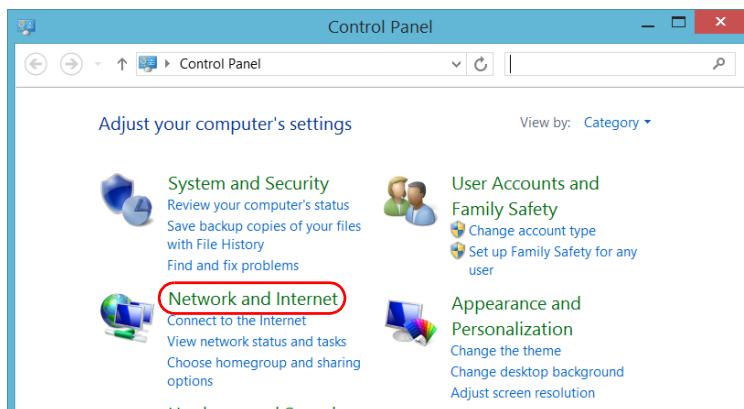 Control Panel
Control Panel
Adjust your computer's settings
View by: Category
System and Security
Review your computer's status
Save backup copies of your files
with File History
Find and fix problems
Network and Internet
Connect to the Internet
View network status and tasks
Choose homegroup and sharing
options
User Accounts and
Family Safety
Change account type
Set up Family Safety for any
user
Appearance and
Personalization
Change the theme
Change desktop background
Adjust screen resolution